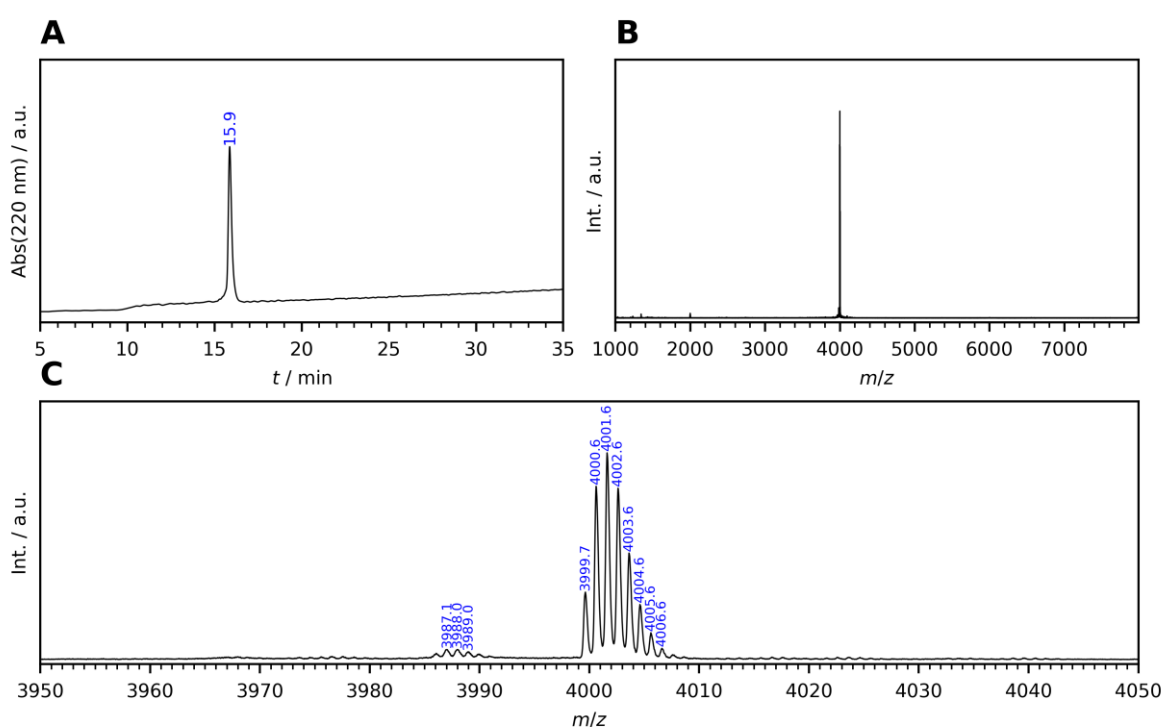 A
Abs(220 nm) / a.u.
15.9
5 10 15 20 25 30 35
t / min
B
Int. / a.u.
1000 2000 3000 4000 5000 6000 7000
m/z
C
Int. / a.u.
3987.1
3988.0
3989.0
3999.7
4000.6
4001.6
4002.6
4003.6
4004.6
4005.6
4006.6
3950 3960 3970 3980 3990 4000 4010 4020 4030 4040 4050
m/z